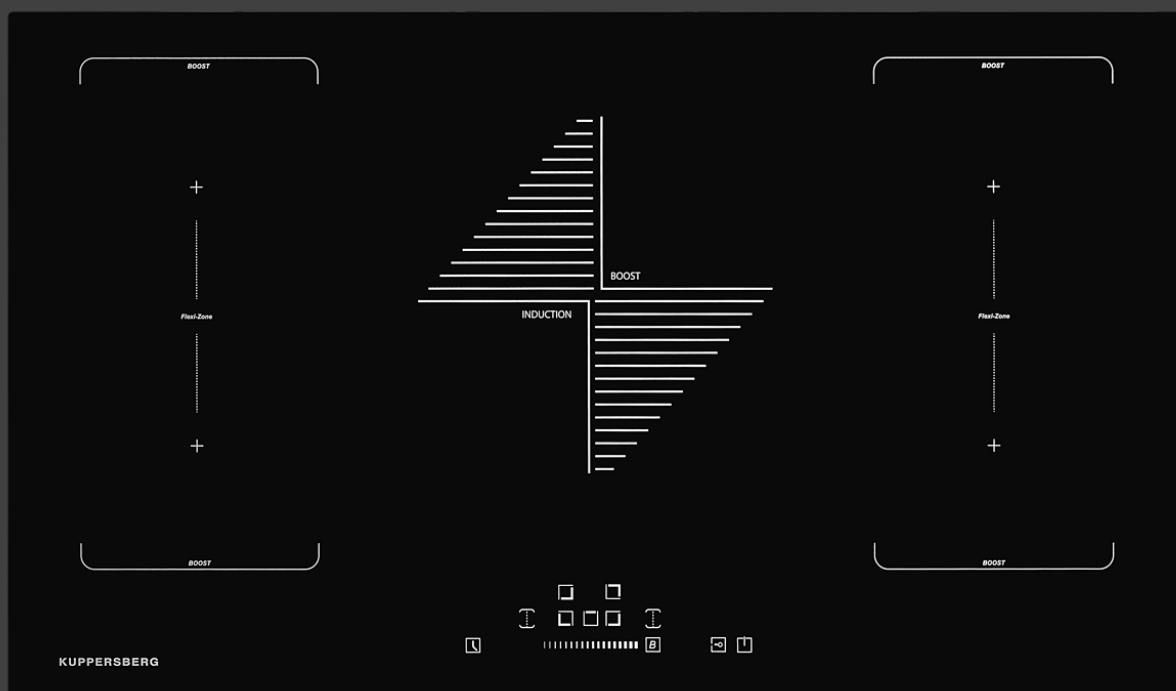 BOOST
BOOST
BOOST
INDUCTION
Flexi-Zone
Flexi-Zone
BOOST
BOOST
B
KUPPERSBERG